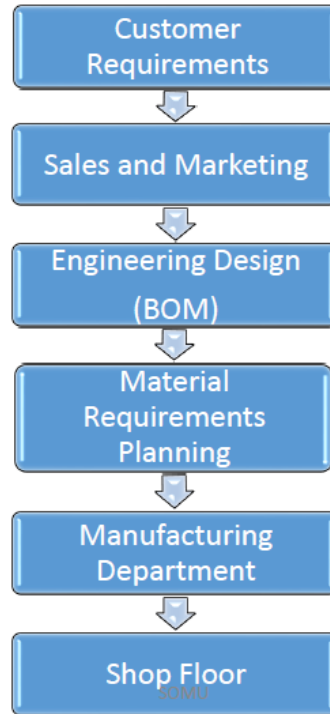 Customer
Requirements
Sales and Marketing
Engineering Design
(BOM)
Material
Requirements
Planning
Manufacturing
Department
Shop Floor
SOMU